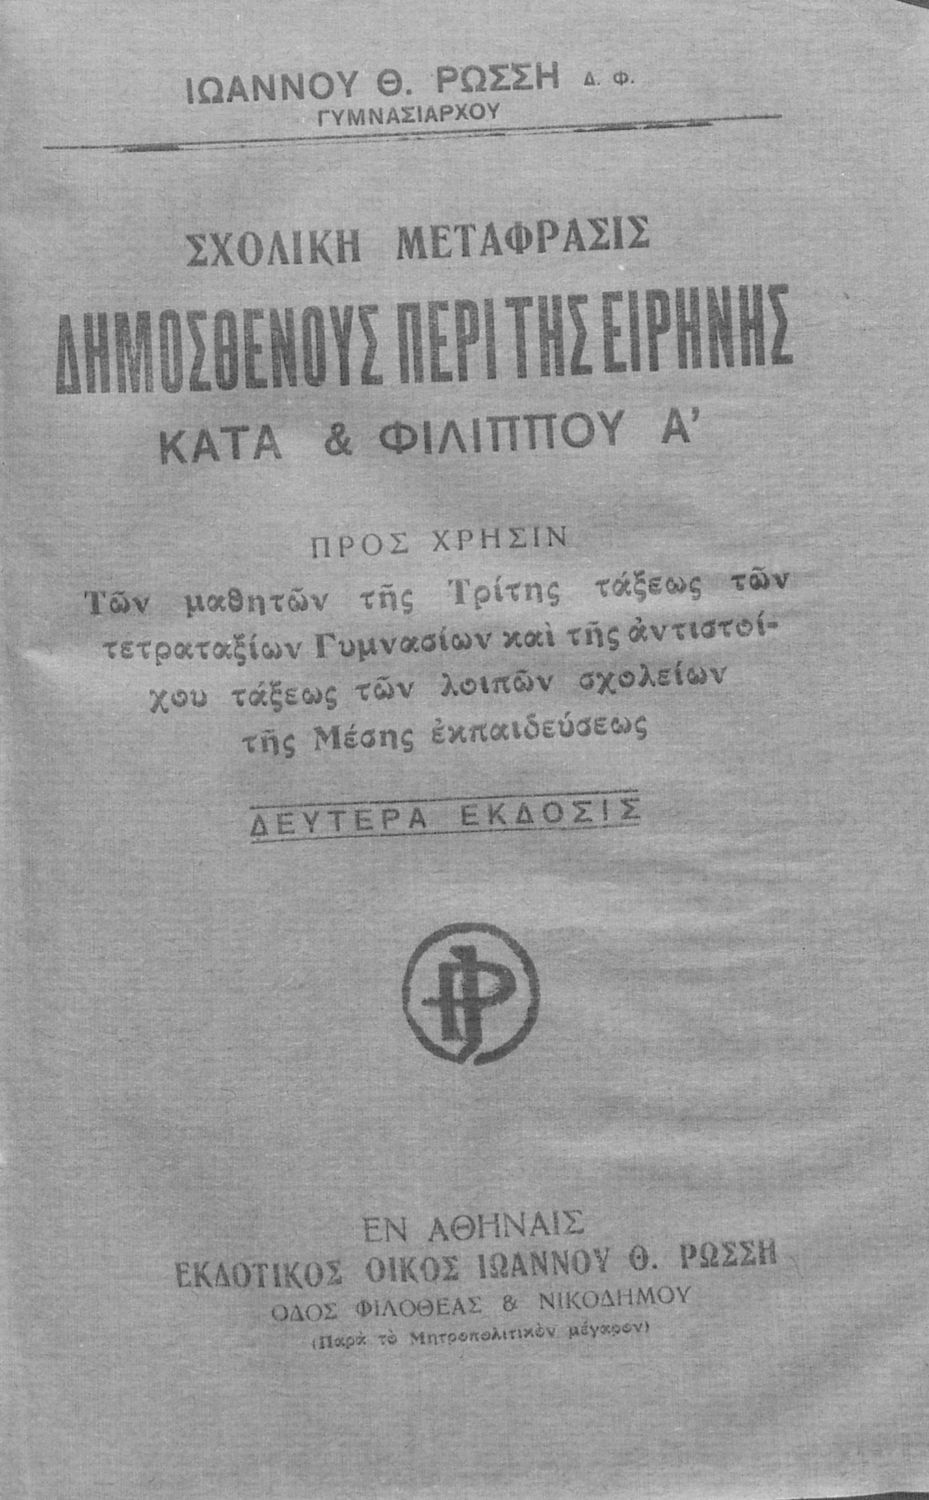 ΙΩΑΝΝΟΥ Θ. ΡΩΣΣΗ Δ. Φ.
ΓΥΜΝΑΣΙΑΡΧΟΥ
ΣΧΟΛΙΚΗ ΜΕΤΑΦΡΑΣΙΣ
ΔΗΜΟΣΘΕΝΟΥΣ ΠΕΡΙ ΤΗΣ ΕΙΡΗΝΗΣ
ΚΑΤΑ & ΦΙΛΙΠΠΟΥ Α'
ΠΡΟΣ ΧΡΗΣΙΝ
Τῶν μαθητῶν τῆς Τρίτης τάξεως τῶν
τετραταξίων Γυμνασίων καὶ τῆς ἀντιστοί-
χου τάξεως τῶν λοιπῶν σχολείων
τῆς Μέσης ἐκπαιδεύσεως
ΔΕΥΤΕΡΑ ΕΚΔΟΣΙΣ
ΕΝ ΑΘΗΝΑΙΣ
ΕΚΔΟΤΙΚΟΣ ΟΙΚΟΣ ΙΩΑΝΝΟΥ Θ. ΡΩΣΣΗ
ΟΔΟΣ ΦΙΛΟΘΕΑΣ & ΝΙΚΟΔΗΜΟΥ
(Παρὰ τὸ Μητροπολιτικὸν μέγαρον)